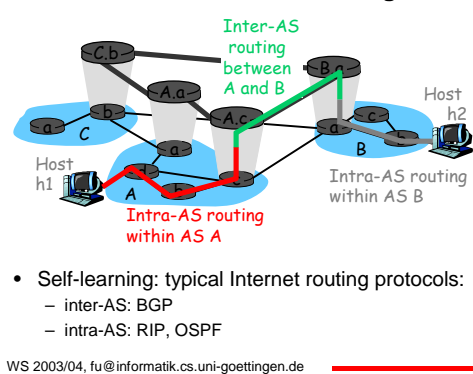 Inter-AS
routing
between
A and B
C.b
B.a
A.a
A.c
Host
h2
a
b
C
a
c
b
B
a
Host
h1
d
b
c
A
Intra-AS routing
within AS B
Intra-AS routing
within AS A
• Self-learning: typical Internet routing protocols:
– inter-AS: BGP
– intra-AS: RIP, OSPF
WS 2003/04, fu@informatik.cs.uni-goettingen.de